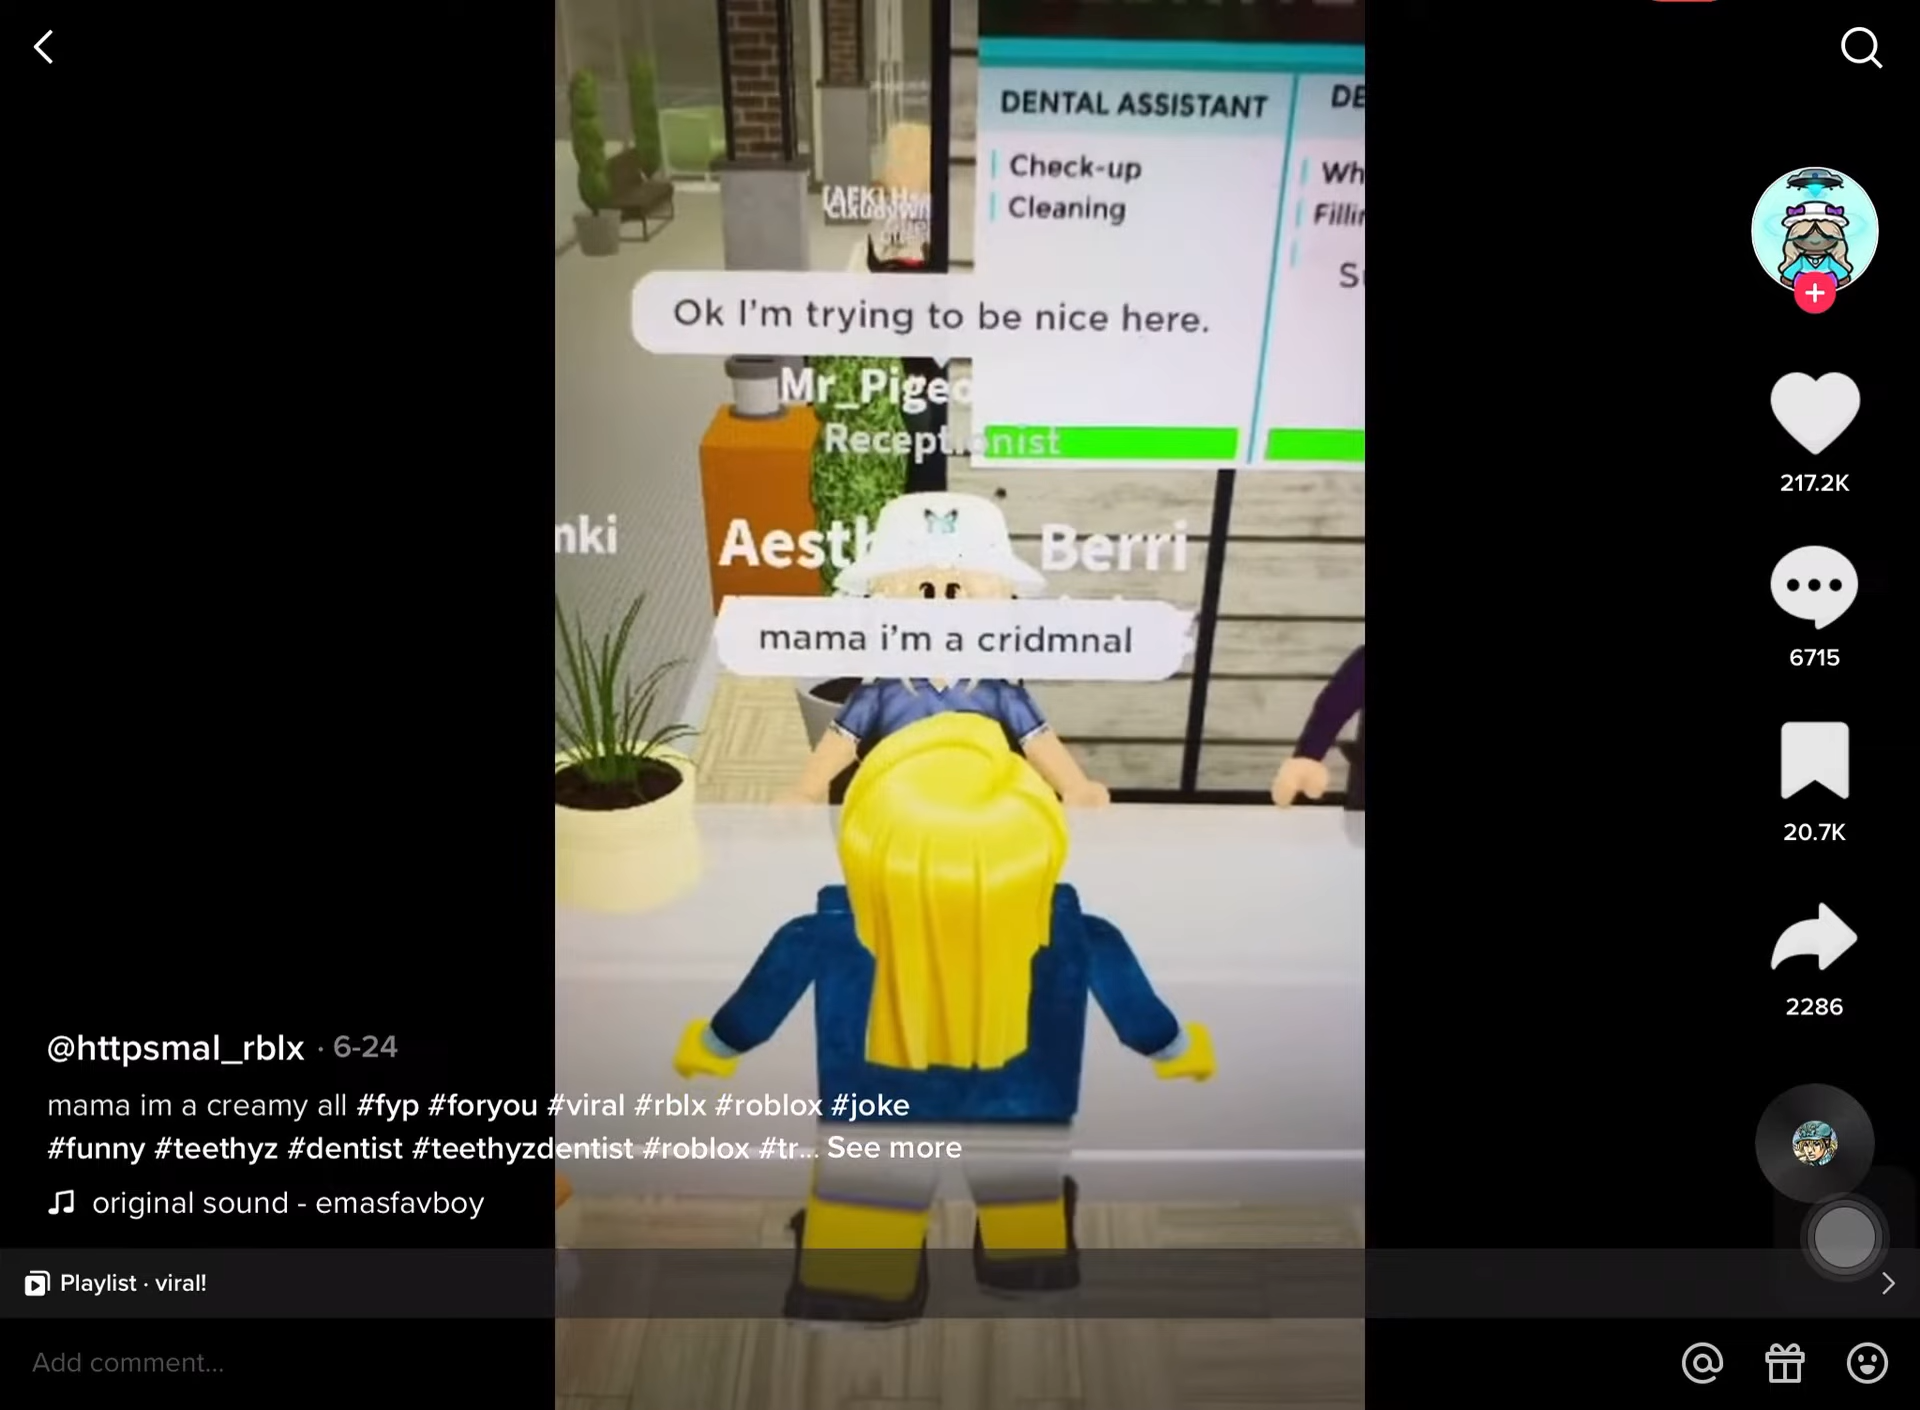 DENTAL ASSISTANT
Check-up
Cleaning
Ok I'm trying to be nice here.
Receptionist
Berri
mama i'm a cridmnal
217.2K
6715
20.7K
2286
@httpsmal_rblx · 6-24
mama im a creamy all #fyp #foryou #viral #rblx #roblox #joke
#funny #teethyz #dentist #teethyzdentist #roblox #tr... See more
original sound - emasfavboy
Playlist · viral!
Add comment...